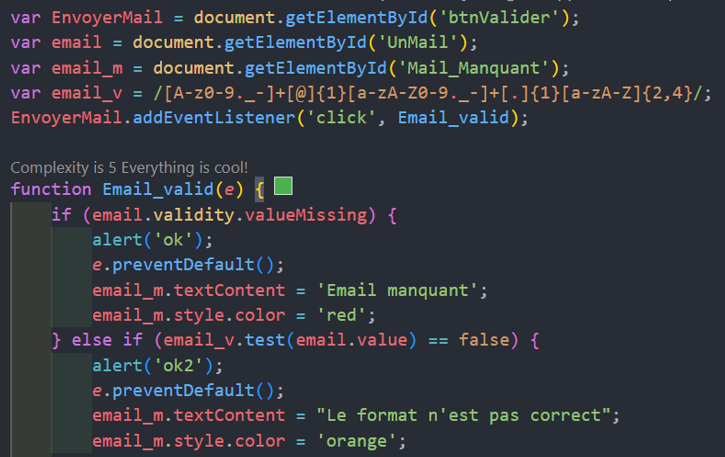 var EnvoyerMail = document.getElementById('btnValider');
var email = document.getElementById('UnMail');
var email_m = document.getElementById('Mail_Manquant');
var email_v = /[A-z0-9._-]+[@]{1}[a-zA-Z0-9._-]+[.]{1}[a-zA-Z]{2,4}/;
EnvoyerMail.addEventListener('click', Email_valid);
Complexity is 5 Everything is cool!
function Email_valid(e) {
if (email.validity.valueMissing) {
alert('ok');
e.preventDefault();
email_m.textContent = 'Email manquant';
email_m.style.color = 'red';
} else if (email_v.test(email.value) == false) {
alert('ok2');
e.preventDefault();
email_m.textContent = "Le format n'est pas correct";
email_m.style.color = 'orange';